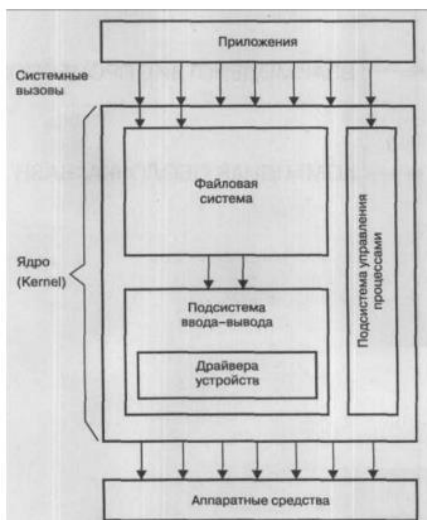 Приложения
Системные
вызовы
Файловая
система
Подсистема управления
процессами
Ядро
(Kernel)
Подсистема
ввода–вывода
Драйвера
устройств
Аппаратные средства